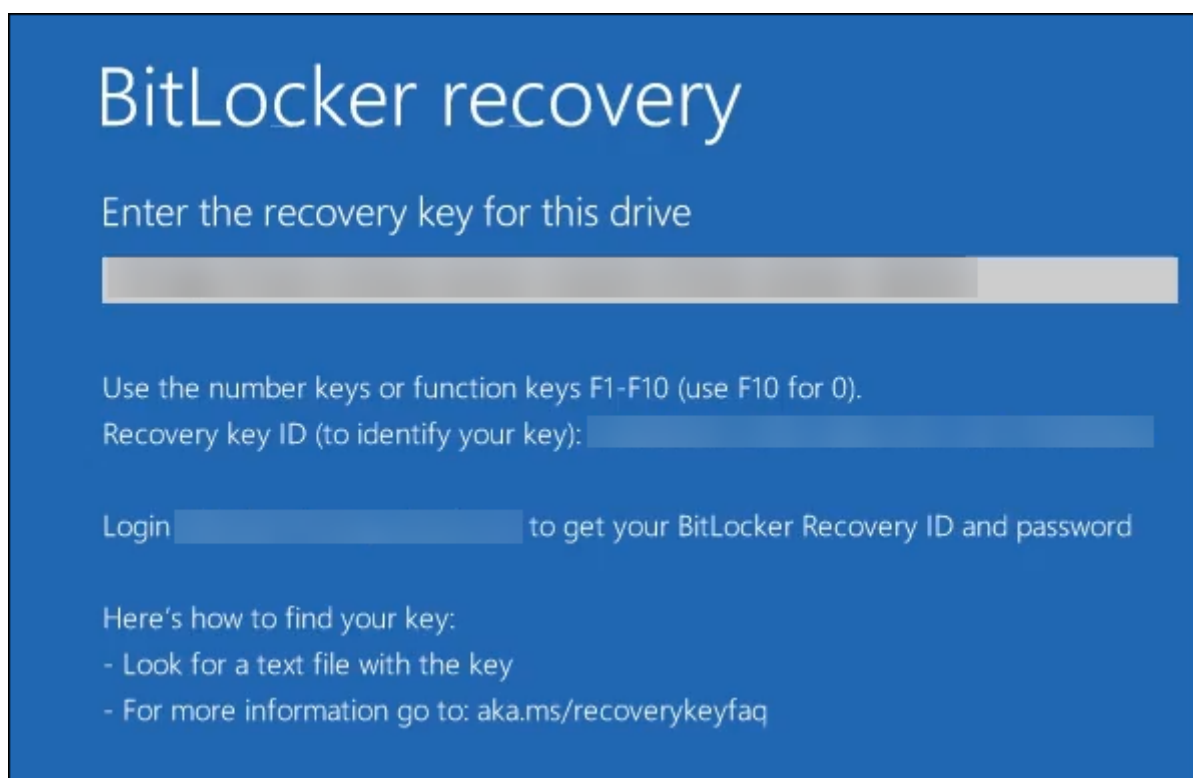 BitLocker recovery
Enter the recovery key for this drive
Use the number keys or function keys F1-F10 (use F10 for 0).
Recovery key ID (to identify your key):
Login to get your BitLocker Recovery ID and password
Here's how to find your key:
- Look for a text file with the key
- For more information go to: aka.ms/recoverykeyfaq